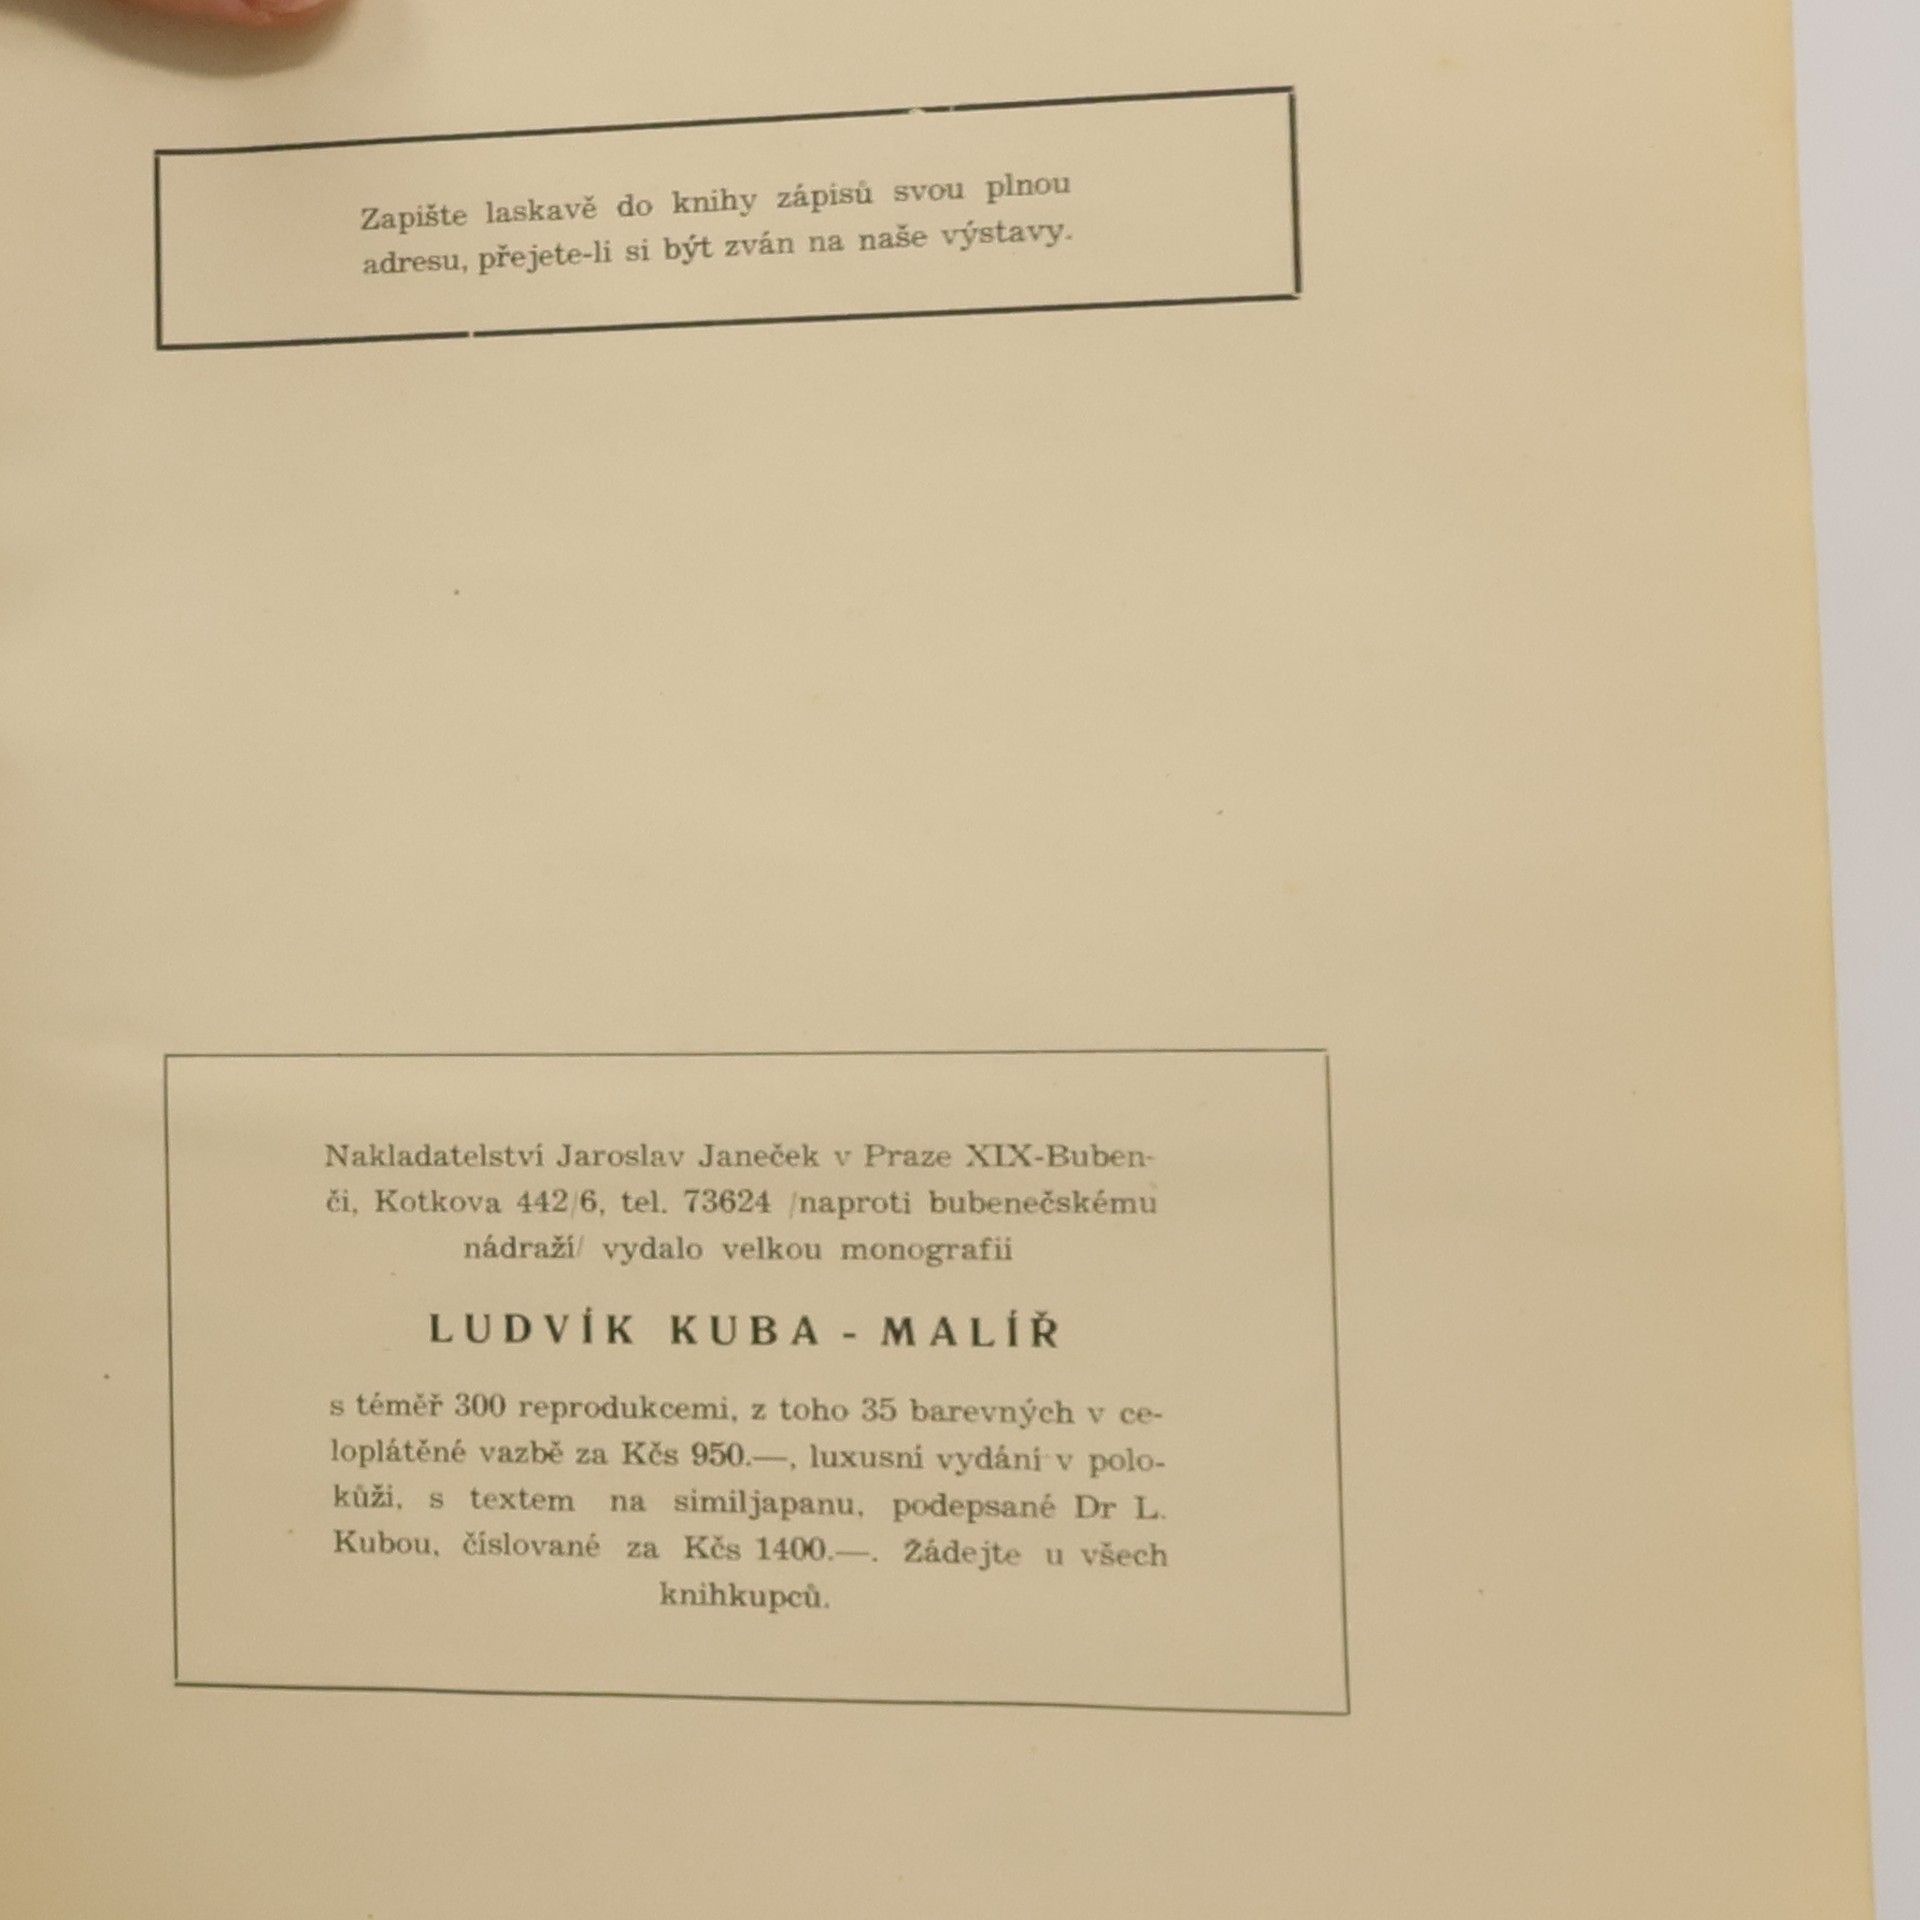 Zapište laskavě do knihy zápisů svou plnou
adresu, přejete-li si být zván na naše výstavy.
Nakladatelství Jaroslav Janeček v Praze XIX-Buben-
či, Kotkova 442/6, tel. 73624 /naproti bubenečskému
nádraží/ vydalo velkou monografii
LUDVÍK KUBA - MALÍŘ
s téměř 300 reprodukcemi, z toho 35 barevných v ce-
loplátěné vazbě za Kčs 950.—, luxusní vydání v polo-
kůži, s textem na similjapanu, podepsané Dr L.
Kubou, číslované za Kčs 1400.—. Žádejte u všech
knihkupců.